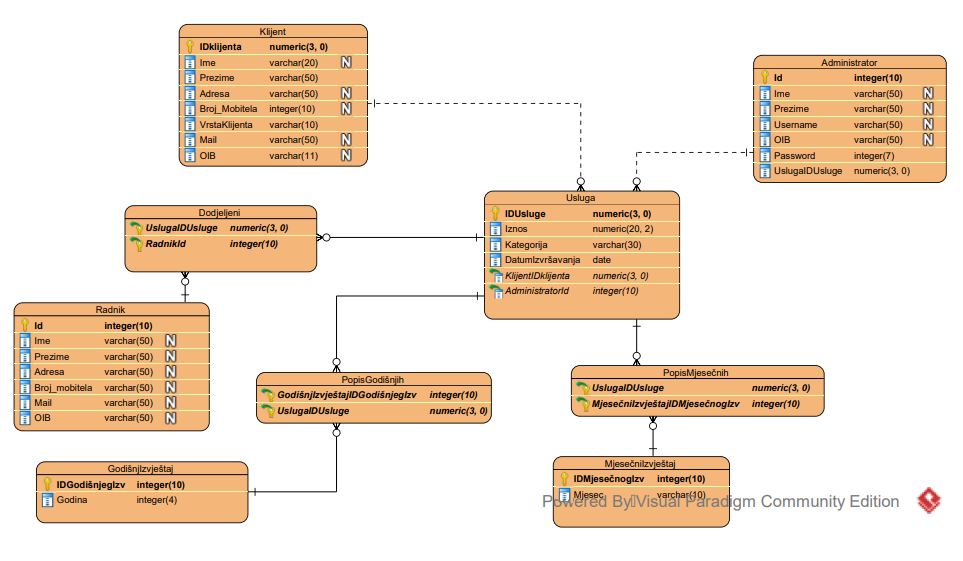 Klijent
IDklijenta numeric(3, 0)
Ime varchar(20) N
Prezime varchar(50)
Adresa varchar(50) N
Broj_Mobitela integer(10) N
VrstaKlijenta varchar(10)
Mail varchar(50) N
OIB varchar(11) N
Administrator
Id integer(10)
Ime varchar(50) N
Prezime varchar(50) N
Username varchar(50) N
OIB varchar(50) N
Password integer(7)
UslugaIDUsluge numeric(3, 0)
Usluga
IDUsluge numeric(3, 0)
Iznos numeric(20, 2)
Kategorija varchar(30)
DatumIzvršavanja date
KlijentIDklijenta numeric(3, 0)
AdministratorId integer(10)
Dodjeljeni
UslugaIDUsluge numeric(3, 0)
RadnikId integer(10)
Radnik
Id integer(10)
Ime varchar(50) N
Prezime varchar(50) N
Adresa varchar(50) N
Broj_mobitela varchar(50) N
Mail varchar(50) N
OIB varchar(50) N
PopisGodišnjih
GodišnjIzvještajIDGodišnjegIzv integer(10)
UslugaIDUsluge numeric(3, 0)
PopisMjesečnih
UslugaIDUsluge numeric(3, 0)
MjesečniIzvještajIDMjesečnogIzv integer(10)
GodišnjIzvještaj
IDGodišnjegIzv integer(10)
Godina integer(4)
MjesečniIzvještaj
IDMjesečnogIzv integer(10)
Mjesec varchar(10)
Powered By Visual Paradigm Community Edition